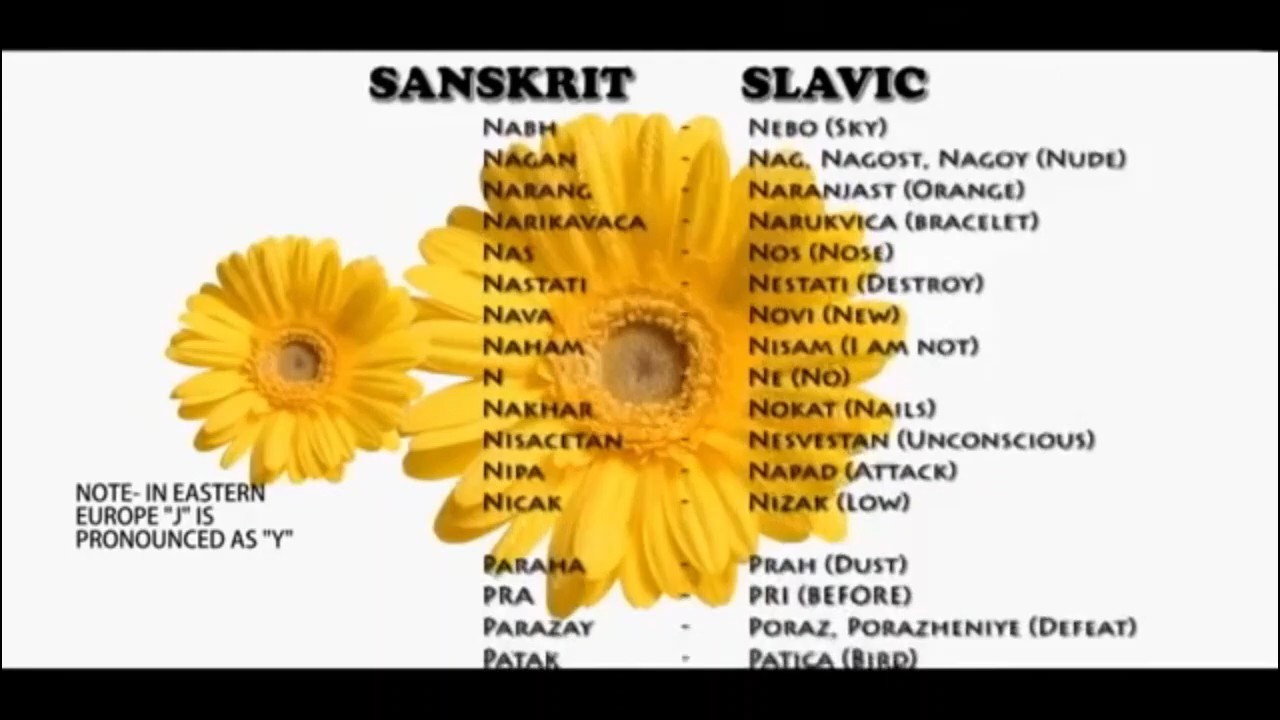 SANSKRIT SLAVIC
NABH - NEBO (SKY)
NAGAN - NAG, NAGOST, NAGOY (NUDE)
NARANG - NARANJAST (ORANGE)
NARIKAVACA - NARUKVICA (BRACELET)
NAS - NOS (NOSE)
NASTATI - NESTATI (DESTROY)
NAVA - NOVI (NEW)
NAHAM - NISAM (I AM NOT)
N - NE (NO)
NAKHAR - NOKAT (NAILS)
NISACETAN - NESVESTAN (UNCONSCIOUS)
NIPA - NAPAD (ATTACK)
NICAK - NIZAK (LOW)
PARAHA - PRAH (DUST)
PRA - PRI (BEFORE)
PARAZAY - PORAZ, PORAZHENIYE (DEFEAT)
PATAK - PATICA (BIRD)
NOTE- IN EASTERN
EUROPE "J" IS
PRONOUNCED AS "Y"